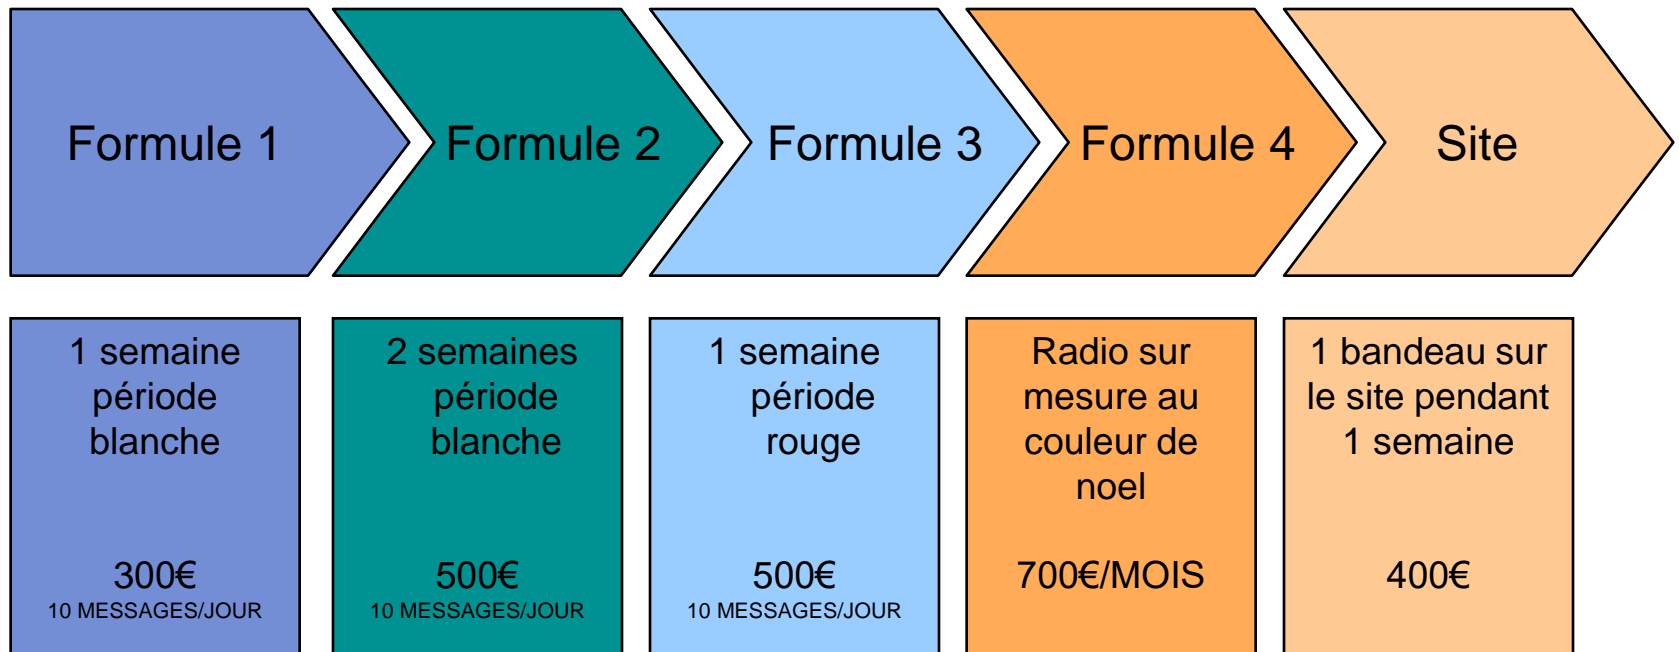 Formule 1
Formule 2
Formule 3
Formule 4
Site
1 semaine
période
blanche
300€
10 MESSAGES/JOUR
2 semaines
période
blanche
500€
10 MESSAGES/JOUR
1 semaine
période
rouge
500€
10 MESSAGES/JOUR
Radio sur
mesure au
couleur de
noel
700€/MOIS
1 bandeau sur
le site pendant
1 semaine
400€